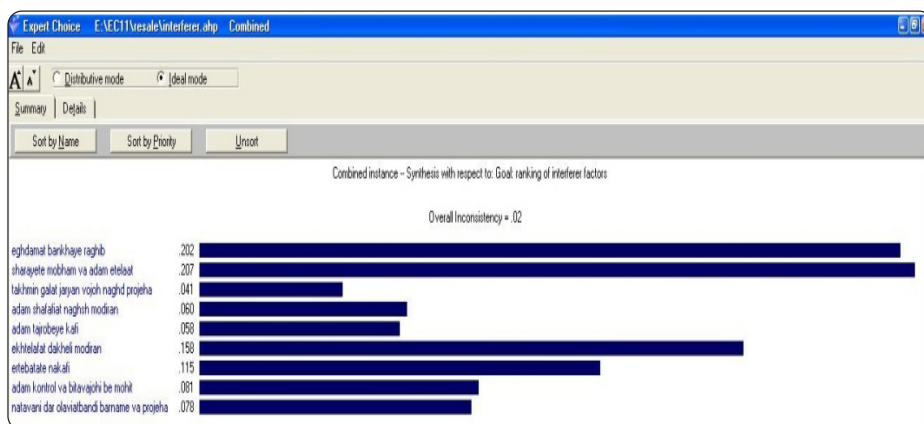 Expert Choice E:\EC11\resale\interferer.ahp Combined
File Edit
A A Distributive mode Ideal mode
Summary Details
Sort by Name Sort by Priority Unsort
Combined instance -- Synthesis with respect to: Goal: ranking of interferer factors
Overall Inconsistency = .02
eghdamat bankhaye raghib .202
sharayete mobham va adam etelaat .207
takhmin galat jaryan vojoh naghd projeha .041
adam shafafiat naghsh modiran .060
adam tajrobeye kafi .058
ekhtelafat dakheli modiran .158
ertebatate nakafi .115
adam kontrol va bitavajohi be mohit .081
natavani dar olaviatbandi barname va projeha .078